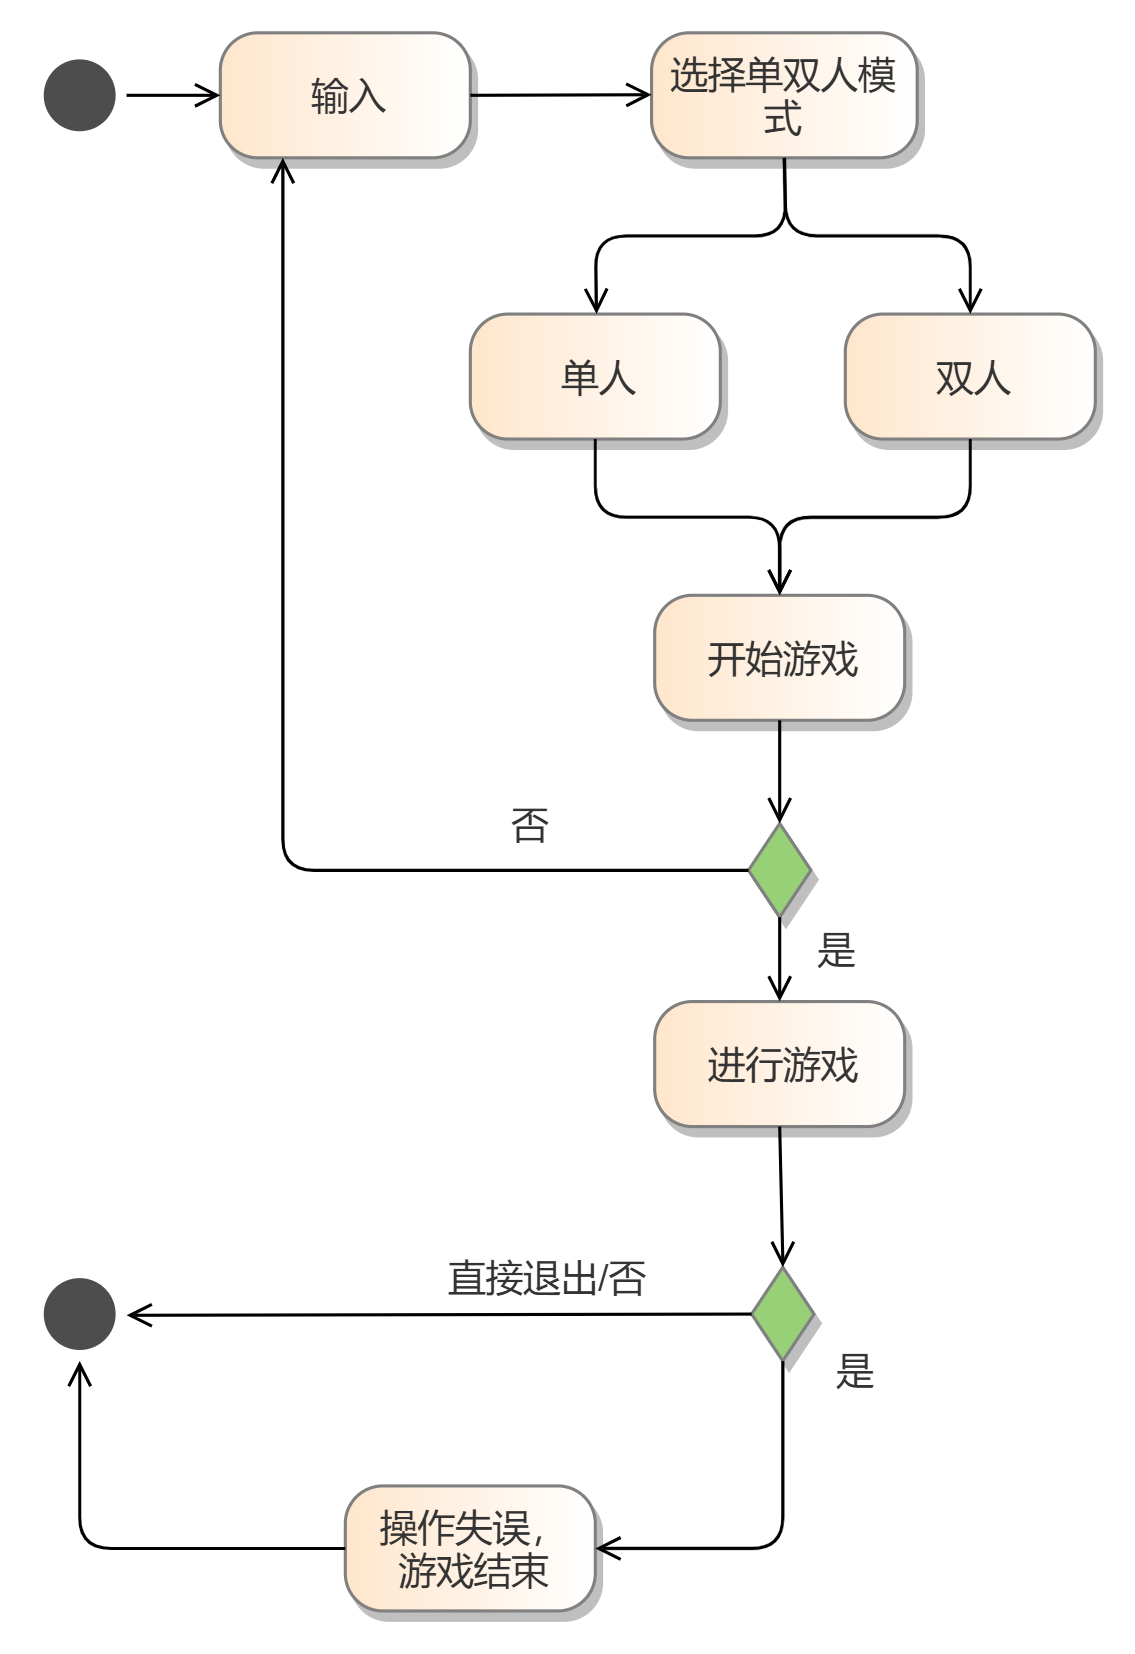 输入
选择单双人模
式
单人
双人
开始游戏
否
是
进行游戏
直接退出/否
是
操作失误，
游戏结束